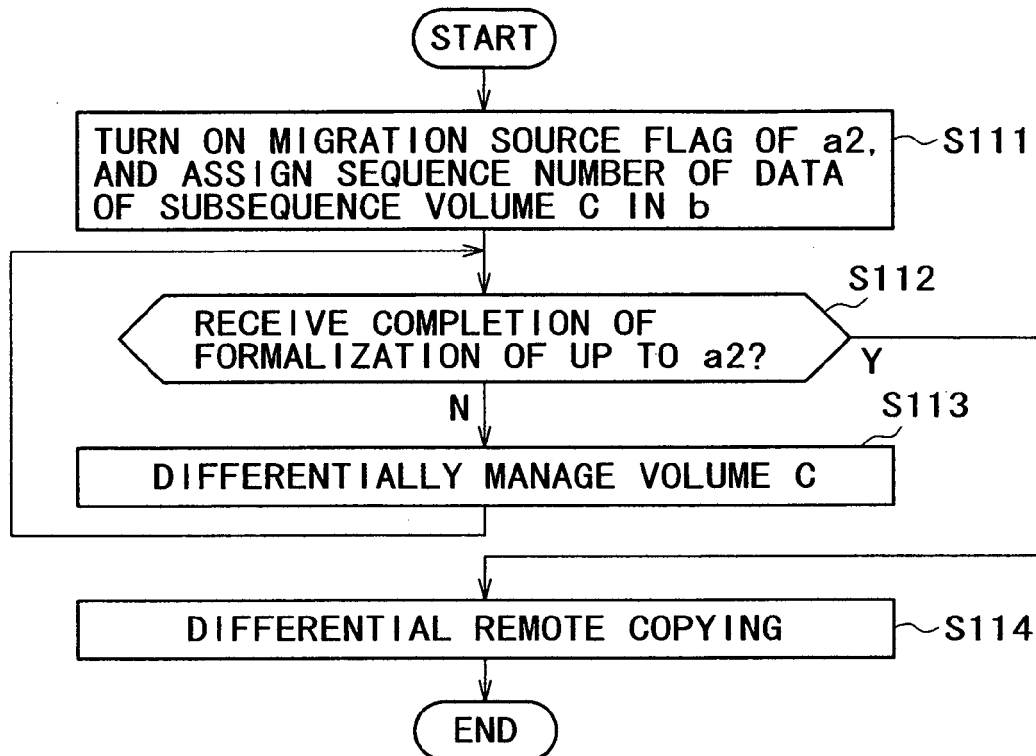 START
TURN ON MIGRATION SOURCE FLAG OF a2,
AND ASSIGN SEQUENCE NUMBER OF DATA
OF SUBSEQUENCE VOLUME C IN b
S111
S112
RECEIVE COMPLETION OF
FORMALIZATION OF UP TO a2?
Y
N
S113
DIFFERENTIALLY MANAGE VOLUME C
DIFFERENTIAL REMOTE COPYING
S114
END